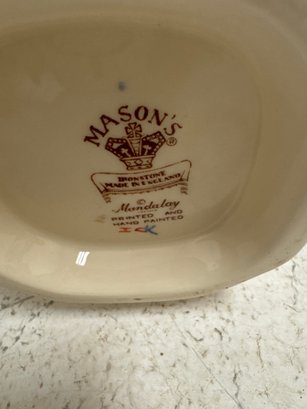 MASON'S ®
IRONSTONE
MADE IN ENGLAND
©
Mandalay
PRINTED AND
HAND PAINTED